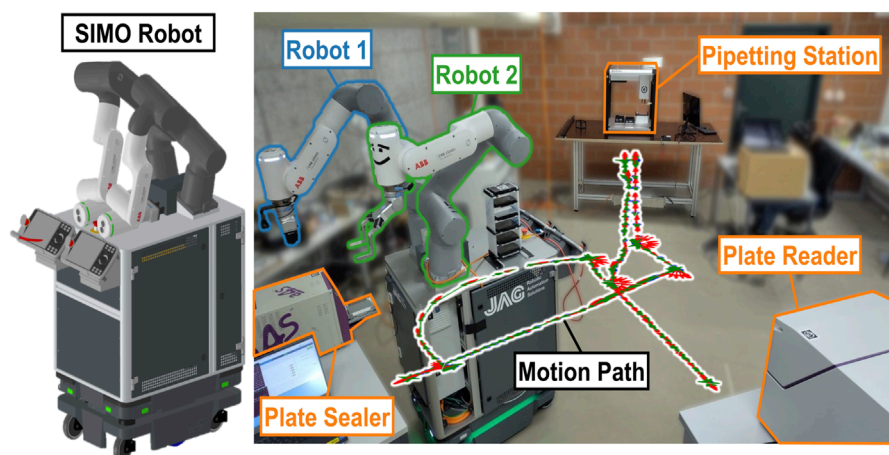 SIMO Robot
Robot 1
Robot 2
Pipetting Station
ABB
ABB
Plate Reader
JAG
Motion Path
Plate Sealer